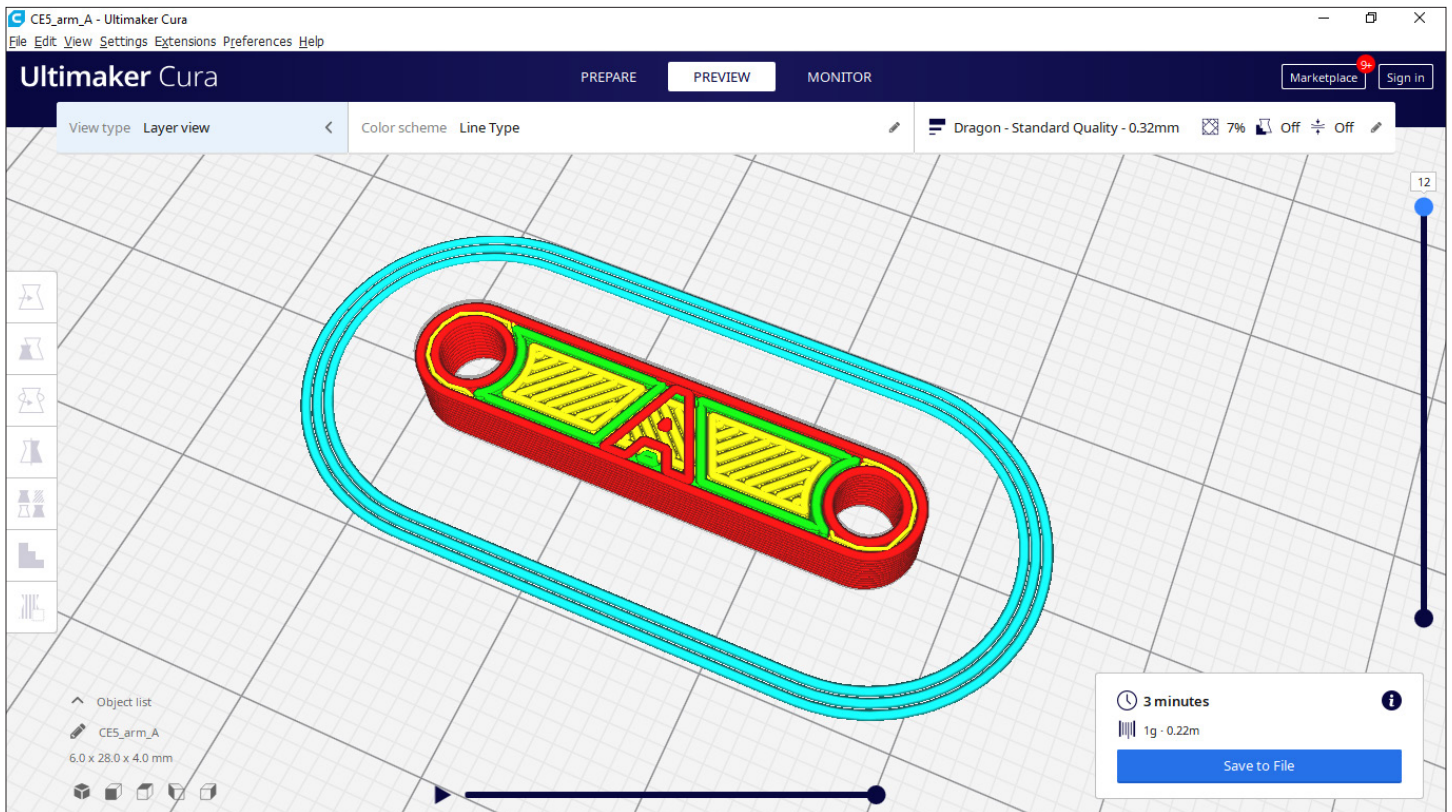 CE5_arm_A - Ultimaker Cura
File Edit View Settings Extensions Preferences Help
Ultimaker Cura
PREPARE PREVIEW MONITOR
Marketplace 9+ Sign in
View type Layer view
Color scheme Line Type
Dragon - Standard Quality - 0.32mm 7% Off Off
12
A
Object list
CE5_arm_A
6.0 x 28.0 x 4.0 mm
3 minutes
1g · 0.22m
Save to File